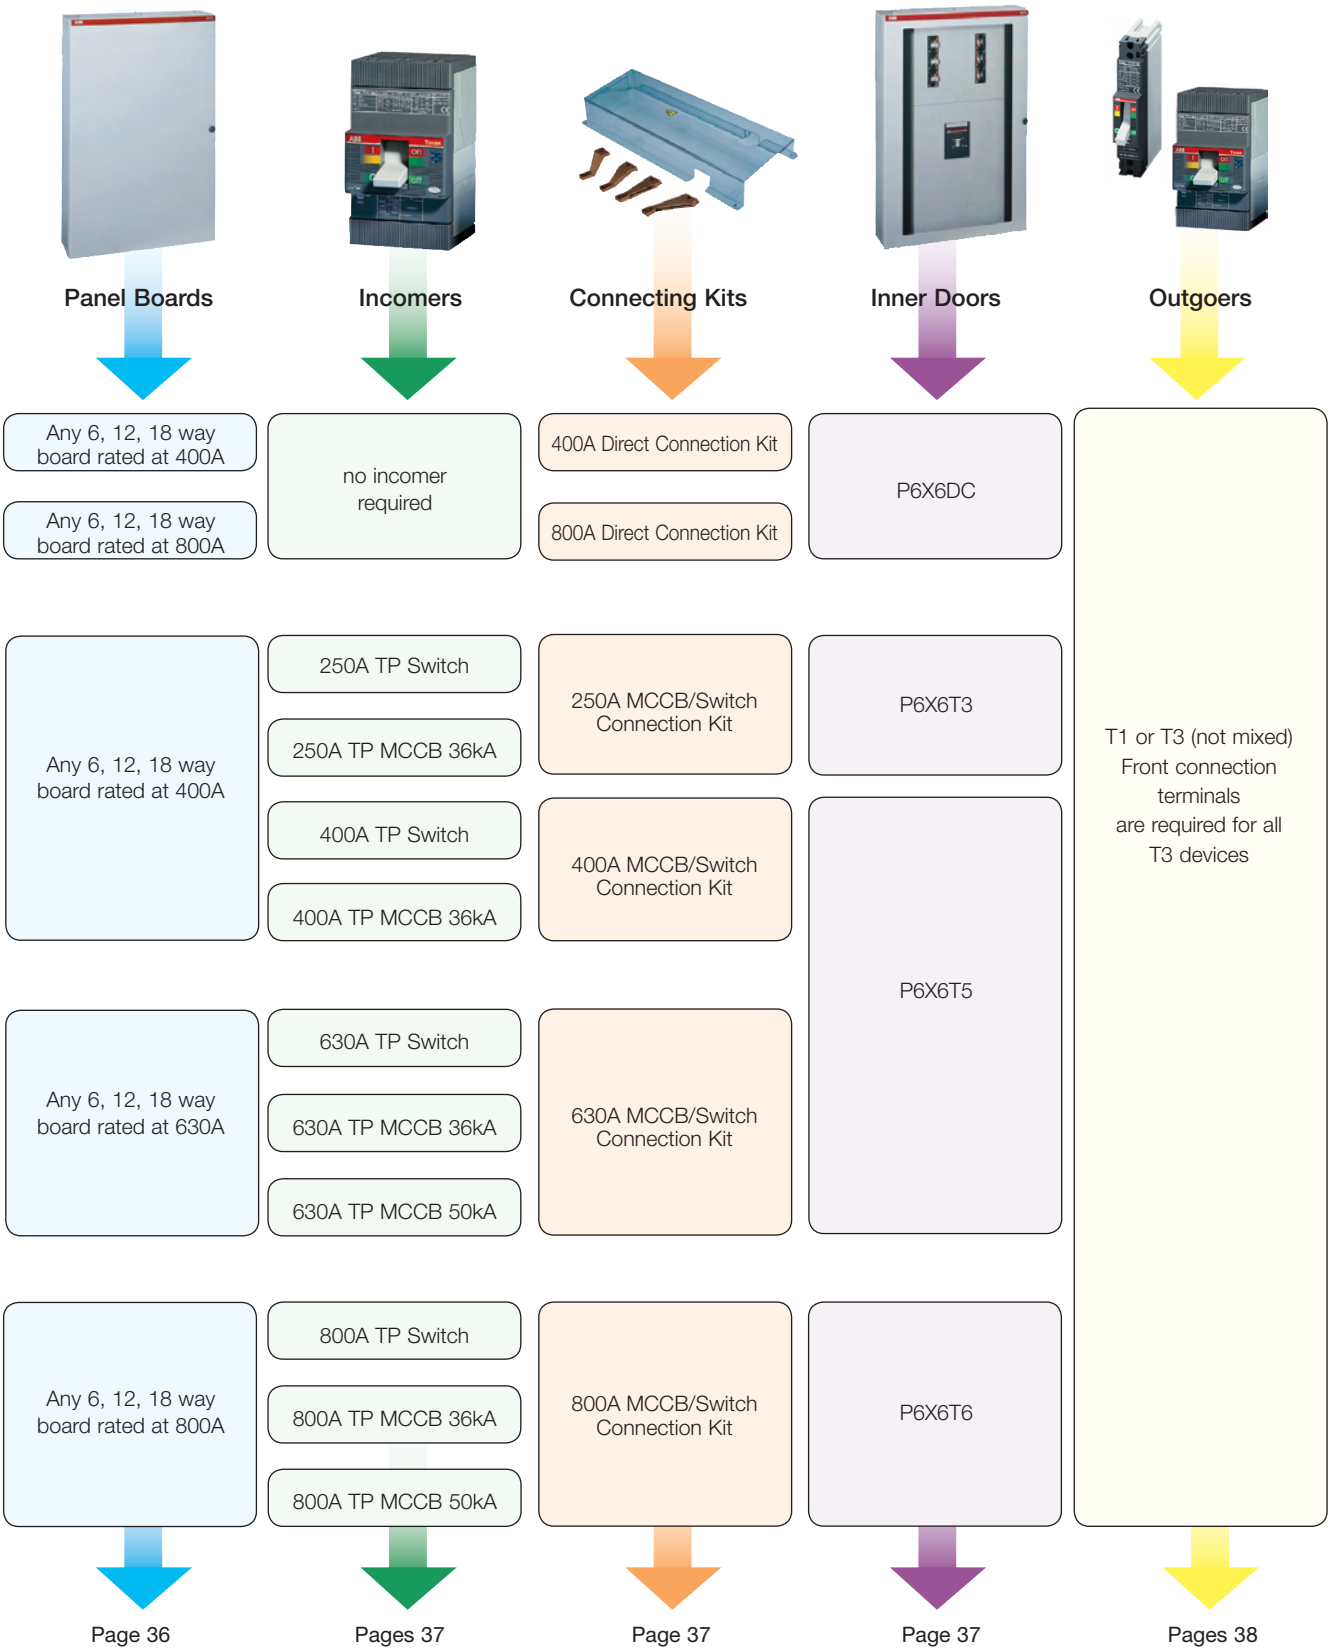 Panel Boards
Incomers
Connecting Kits
Inner Doors
Outgoers
Any 6, 12, 18 way
board rated at 400A
Any 6, 12, 18 way
board rated at 800A
no incomer
required
400A Direct Connection Kit
800A Direct Connection Kit
P6X6DC
Any 6, 12, 18 way
board rated at 400A
250A TP Switch
250A TP MCCB 36kA
400A TP Switch
400A TP MCCB 36kA
250A MCCB/Switch
Connection Kit
400A MCCB/Switch
Connection Kit
P6X6T3
P6X6T5
T1 or T3 (not mixed)
Front connection
terminals
are required for all
T3 devices
Any 6, 12, 18 way
board rated at 630A
630A TP Switch
630A TP MCCB 36kA
630A TP MCCB 50kA
630A MCCB/Switch
Connection Kit
Any 6, 12, 18 way
board rated at 800A
800A TP Switch
800A TP MCCB 36kA
800A TP MCCB 50kA
800A MCCB/Switch
Connection Kit
P6X6T6
Page 36
Pages 37
Page 37
Page 37
Pages 38